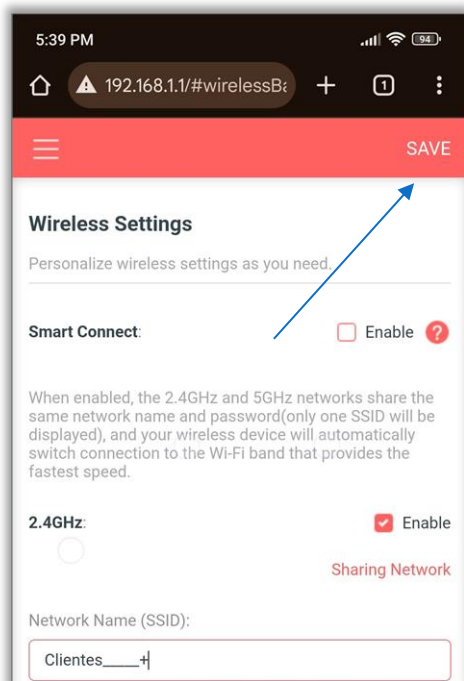 5:39 PM 94
192.168.1.1/#wirelessBa 1
SAVE
Wireless Settings
Personalize wireless settings as you need.
Smart Connect: Enable ?
When enabled, the 2.4GHz and 5GHz networks share the
same network name and password(only one SSID will be
displayed), and your wireless device will automatically
switch connection to the Wi-Fi band that provides the
fastest speed.
2.4GHz: Enable
Sharing Network
Network Name (SSID):
Clientes_____+